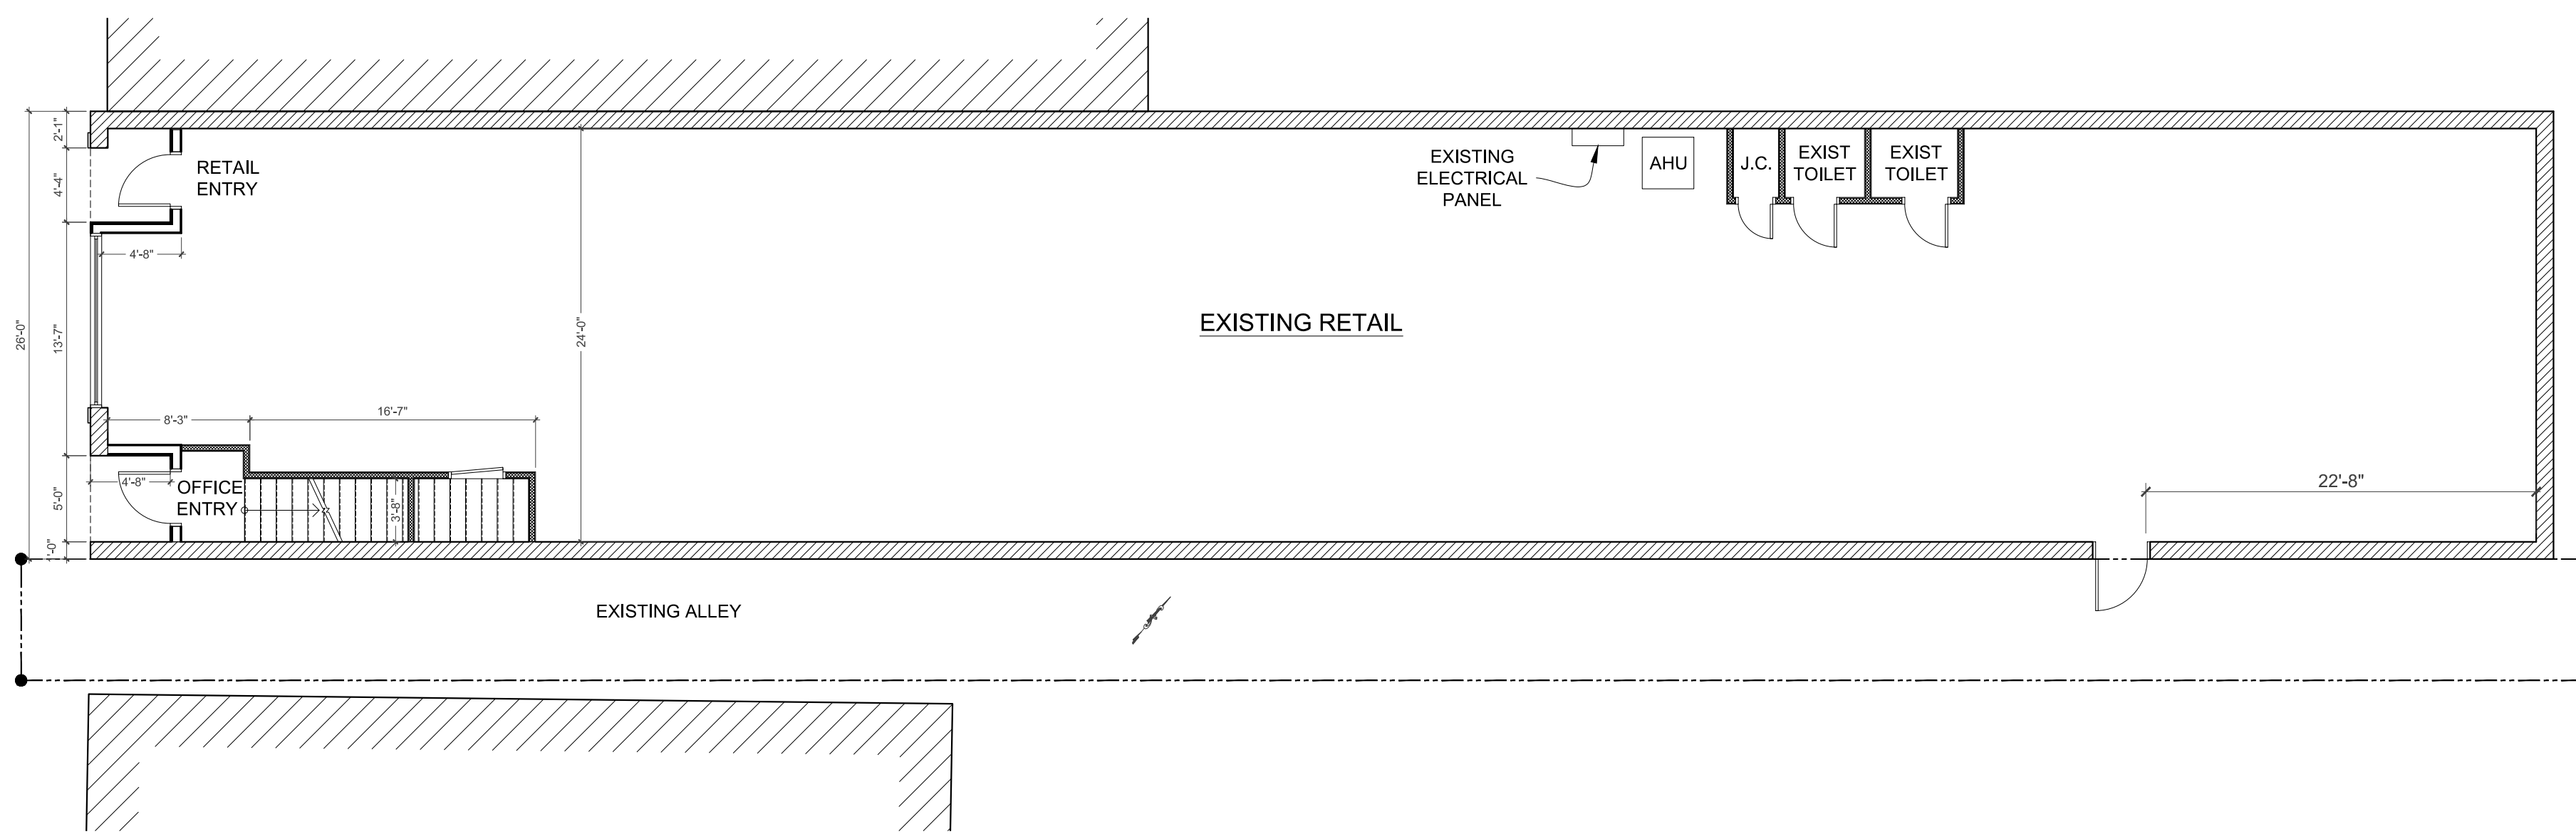 2'-1"
4'-4"
26'-0"
13'-7"
5'-0"
1'-0"
RETAIL
ENTRY
4'-8"
24'-0"
8'-3"
16'-7"
4'-8"
OFFICE
ENTRY
3'-8"
EXISTING RETAIL
EXISTING
ELECTRICAL
PANEL
AHU
J.C.
EXIST
TOILET
EXIST
TOILET
22'-8"
EXISTING ALLEY